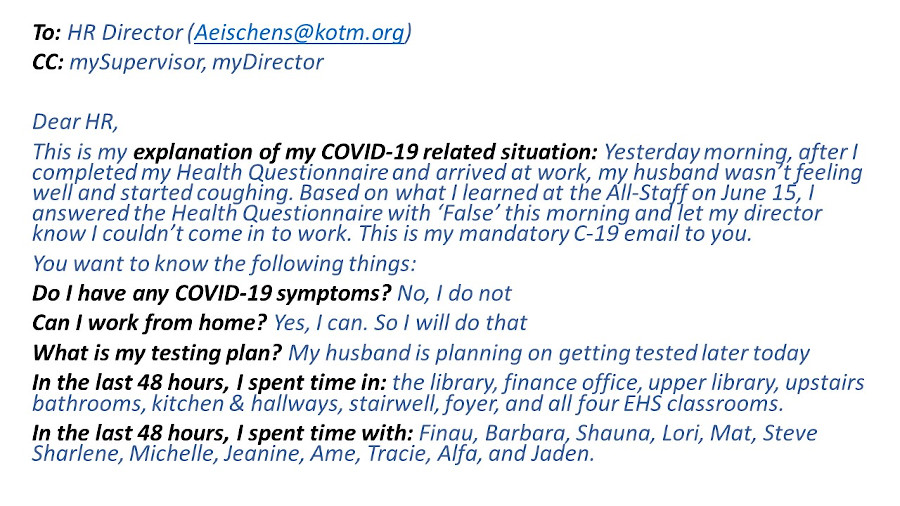 To: HR Director (Aeischens@kotm.org)
CC: mySupervisor, myDirector
Dear HR,
This is my explanation of my COVID-19 related situation: Yesterday morning, after I
completed my Health Questionnaire and arrived at work, my husband wasn't feeling
well and started coughing. Based on what I learned at the All-Staff on June 15, I
answered the Health Questionnaire with 'False' this morning and let my director
know I couldn't come in to work. This is my mandatory C-19 email to you.
You want to know the following things:
Do I have any COVID-19 symptoms? No, I do not
Can I work from home? Yes, I can. So I will do that
What is my testing plan? My husband is planning on getting tested later today
In the last 48 hours, I spent time in: the library, finance office, upper library, upstairs
bathrooms, kitchen & hallways, stairwell, foyer, and all four EHS classrooms.
In the last 48 hours, I spent time with: Finau, Barbara, Shauna, Lori, Mat, Steve
Sharlene, Michelle, Jeanine, Ame, Tracie, Alfa, and Jaden.